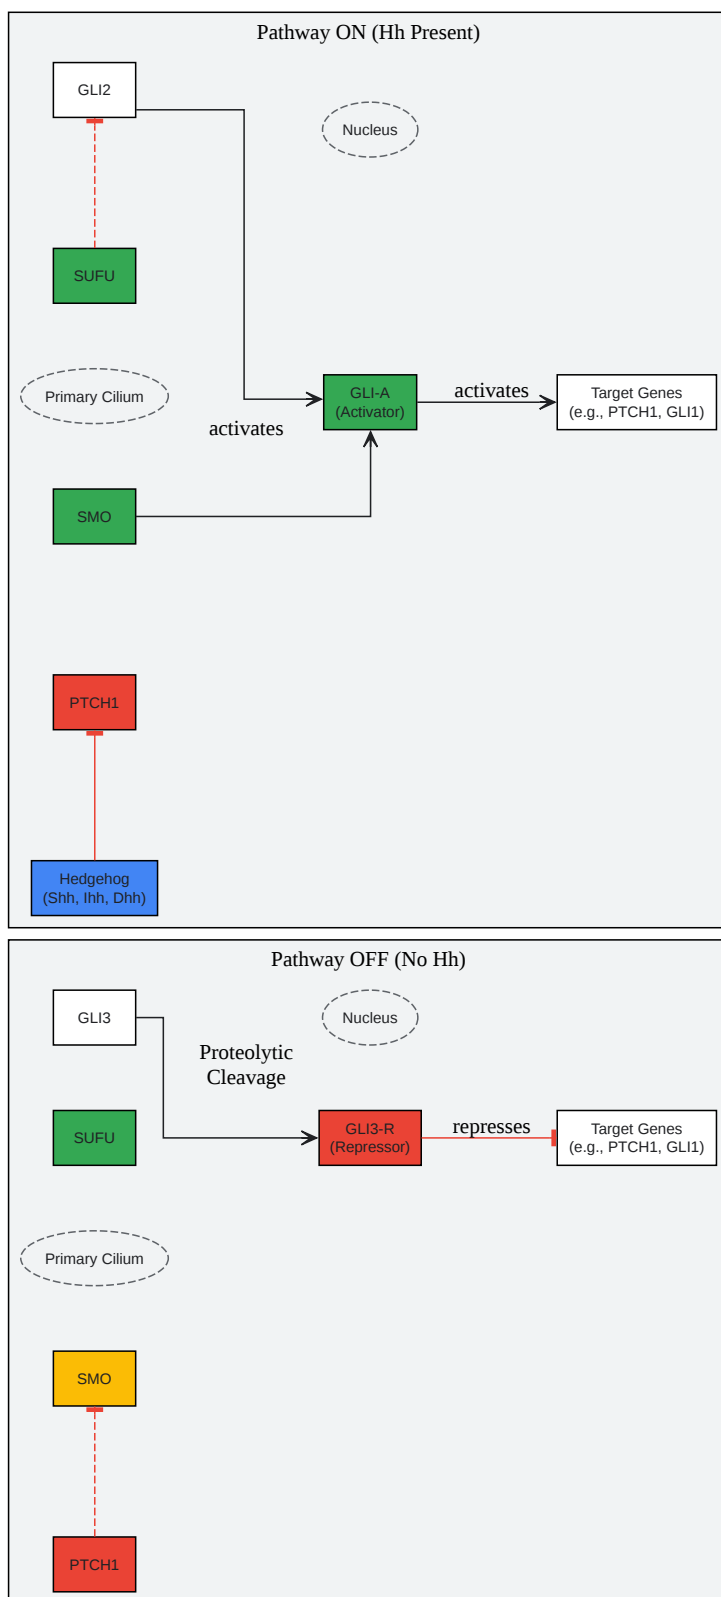 Pathway ON (Hh Present)
GLI2
Nucleus
SUFU
Primary Cilium
GLI-A
(Activator)
activates
Target Genes
(e.g., PTCH1, GLI1)
activates
SMO
PTCH1
Hedgehog
(Shh, Ihh, Dhh)
Pathway OFF (No Hh)
GLI3
Nucleus
Proteolytic
Cleavage
SUFU
GLI3-R
(Repressor)
represses
Target Genes
(e.g., PTCH1, GLI1)
Primary Cilium
SMO
PTCH1